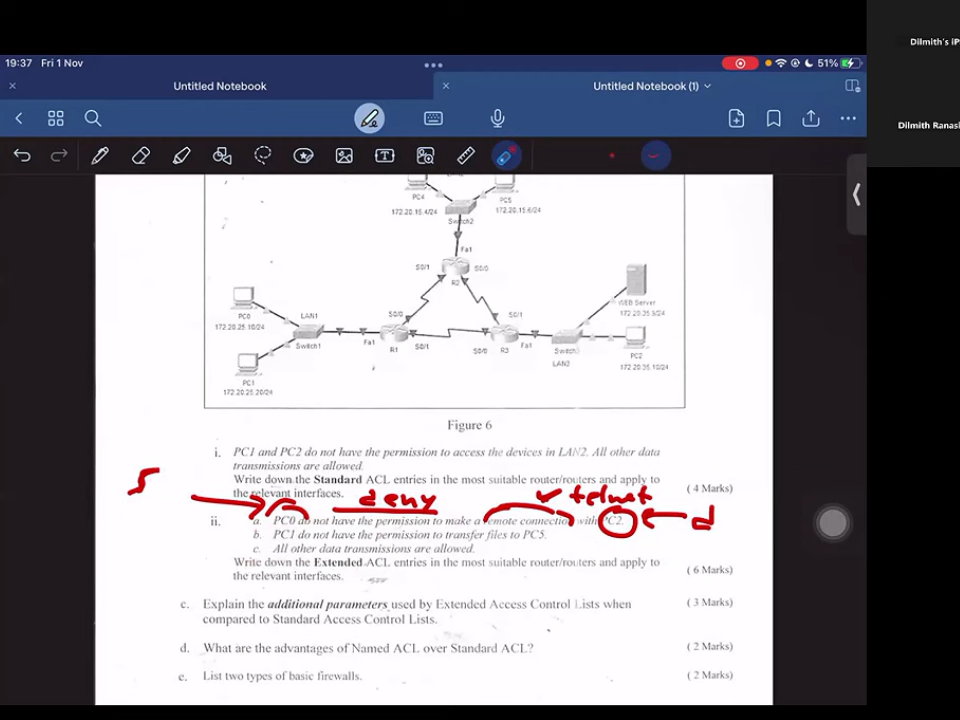 Dilmith's iP
19:37 Fri 1 Nov
51%
Untitled Notebook
Untitled Notebook (1)
Dilmith Ranasi
PC4
PC5
172.20.15.4/24
172.20.15.6/24
Switch2
Fa1
S0/1
S0/0
R2
PC0
172.20.25.10/24
LAN1
Switch1
Fa1
S0/0
R1
S0/1
S0/1
S0/0
R3
Fa1
Switch3
LAN3
WEB Server
PC2
172.20.35.10/24
PC1
172.20.25.20/24
Figure 6
i. PC1 and PC2 do not have the permission to access the devices in LAN2. All other data
transmissions are allowed.
Write down the Standard ACL entries in the most suitable router/routers and apply to
the relevant interfaces.
( 4 Marks)
S
deny
telnet
ii. a. PC0 do not have the permission to make a remote connection with PC2.
d
b. PC1 do not have the permission to transfer files to PC5.
c. All other data transmissions are allowed.
Write down the Extended ACL entries in the most suitable router/routers and apply to
the relevant interfaces.
( 6 Marks)
c. Explain the additional parameters used by Extended Access Control Lists when
compared to Standard Access Control Lists.
( 3 Marks)
d. What are the advantages of Named ACL over Standard ACL?
( 2 Marks)
e. List two types of basic firewalls.
( 2 Marks)